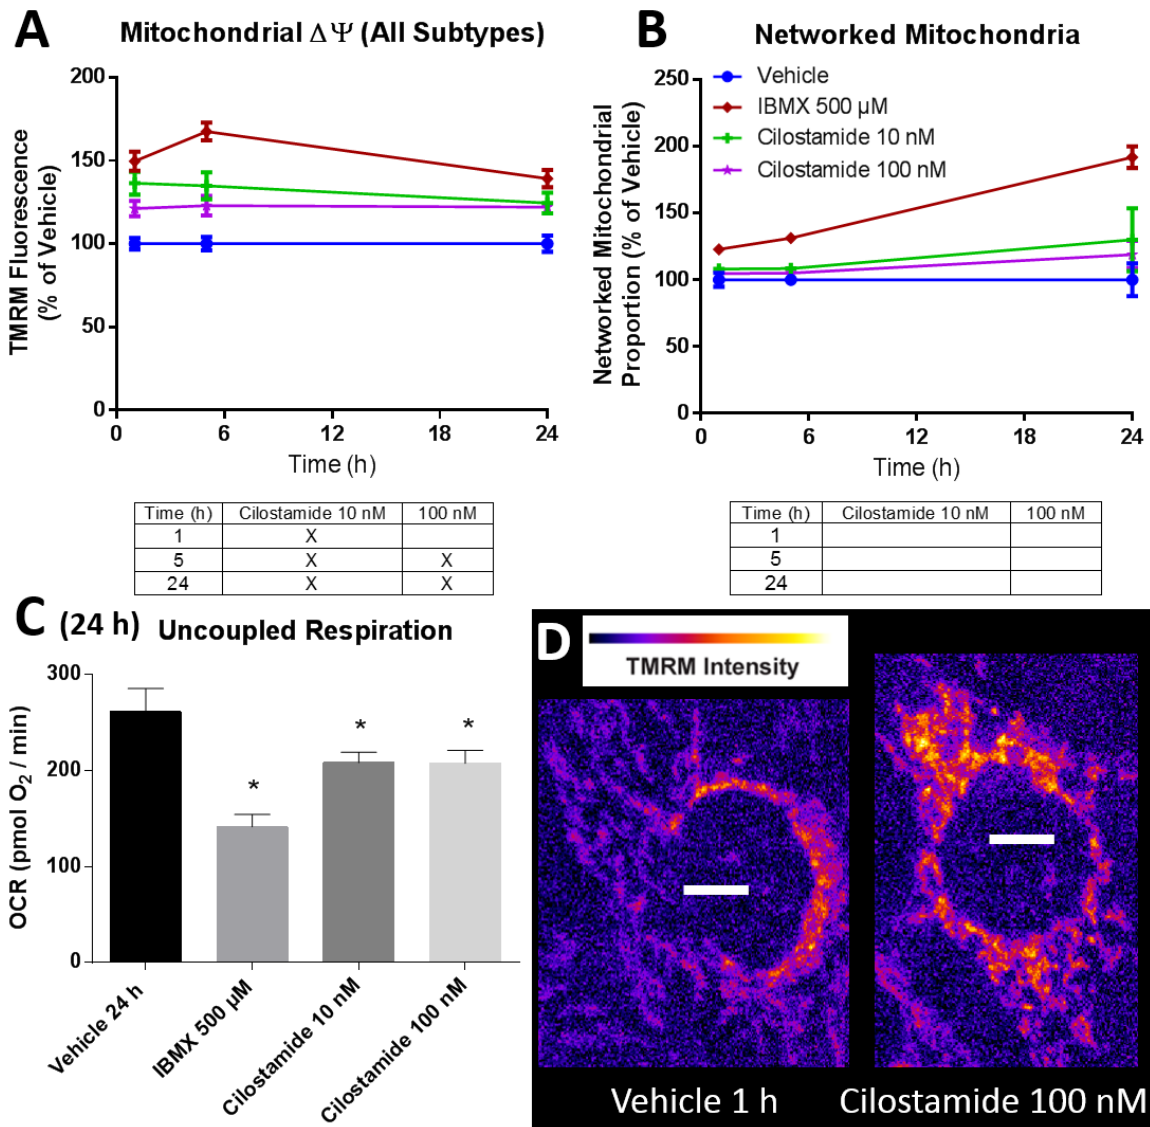 A
Mitochondrial ΔΨ (All Subtypes)
TMRM Fluorescence
(% of Vehicle)
200
150
100
50
0
0 6 12 18 24
Time (h)
Time (h) Cilostamide 10 nM 100 nM
1 X
5 X X
24 X X
B
Networked Mitochondria
Networked Mitochondrial
Proportion (% of Vehicle)
250
200
150
100
50
0
Vehicle
IBMX 500 µM
Cilostamide 10 nM
Cilostamide 100 nM
0 6 12 18 24
Time (h)
Time (h) Cilostamide 10 nM 100 nM
1
5
24
C (24 h) Uncoupled Respiration
OCR (pmol O₂ / min)
300
200
100
0
* * *
Vehicle 24 h
IBMX 500 µM
Cilostamide 10 nM
Cilostamide 100 nM
D
TMRM Intensity
Vehicle 1 h
Cilostamide 100 nM